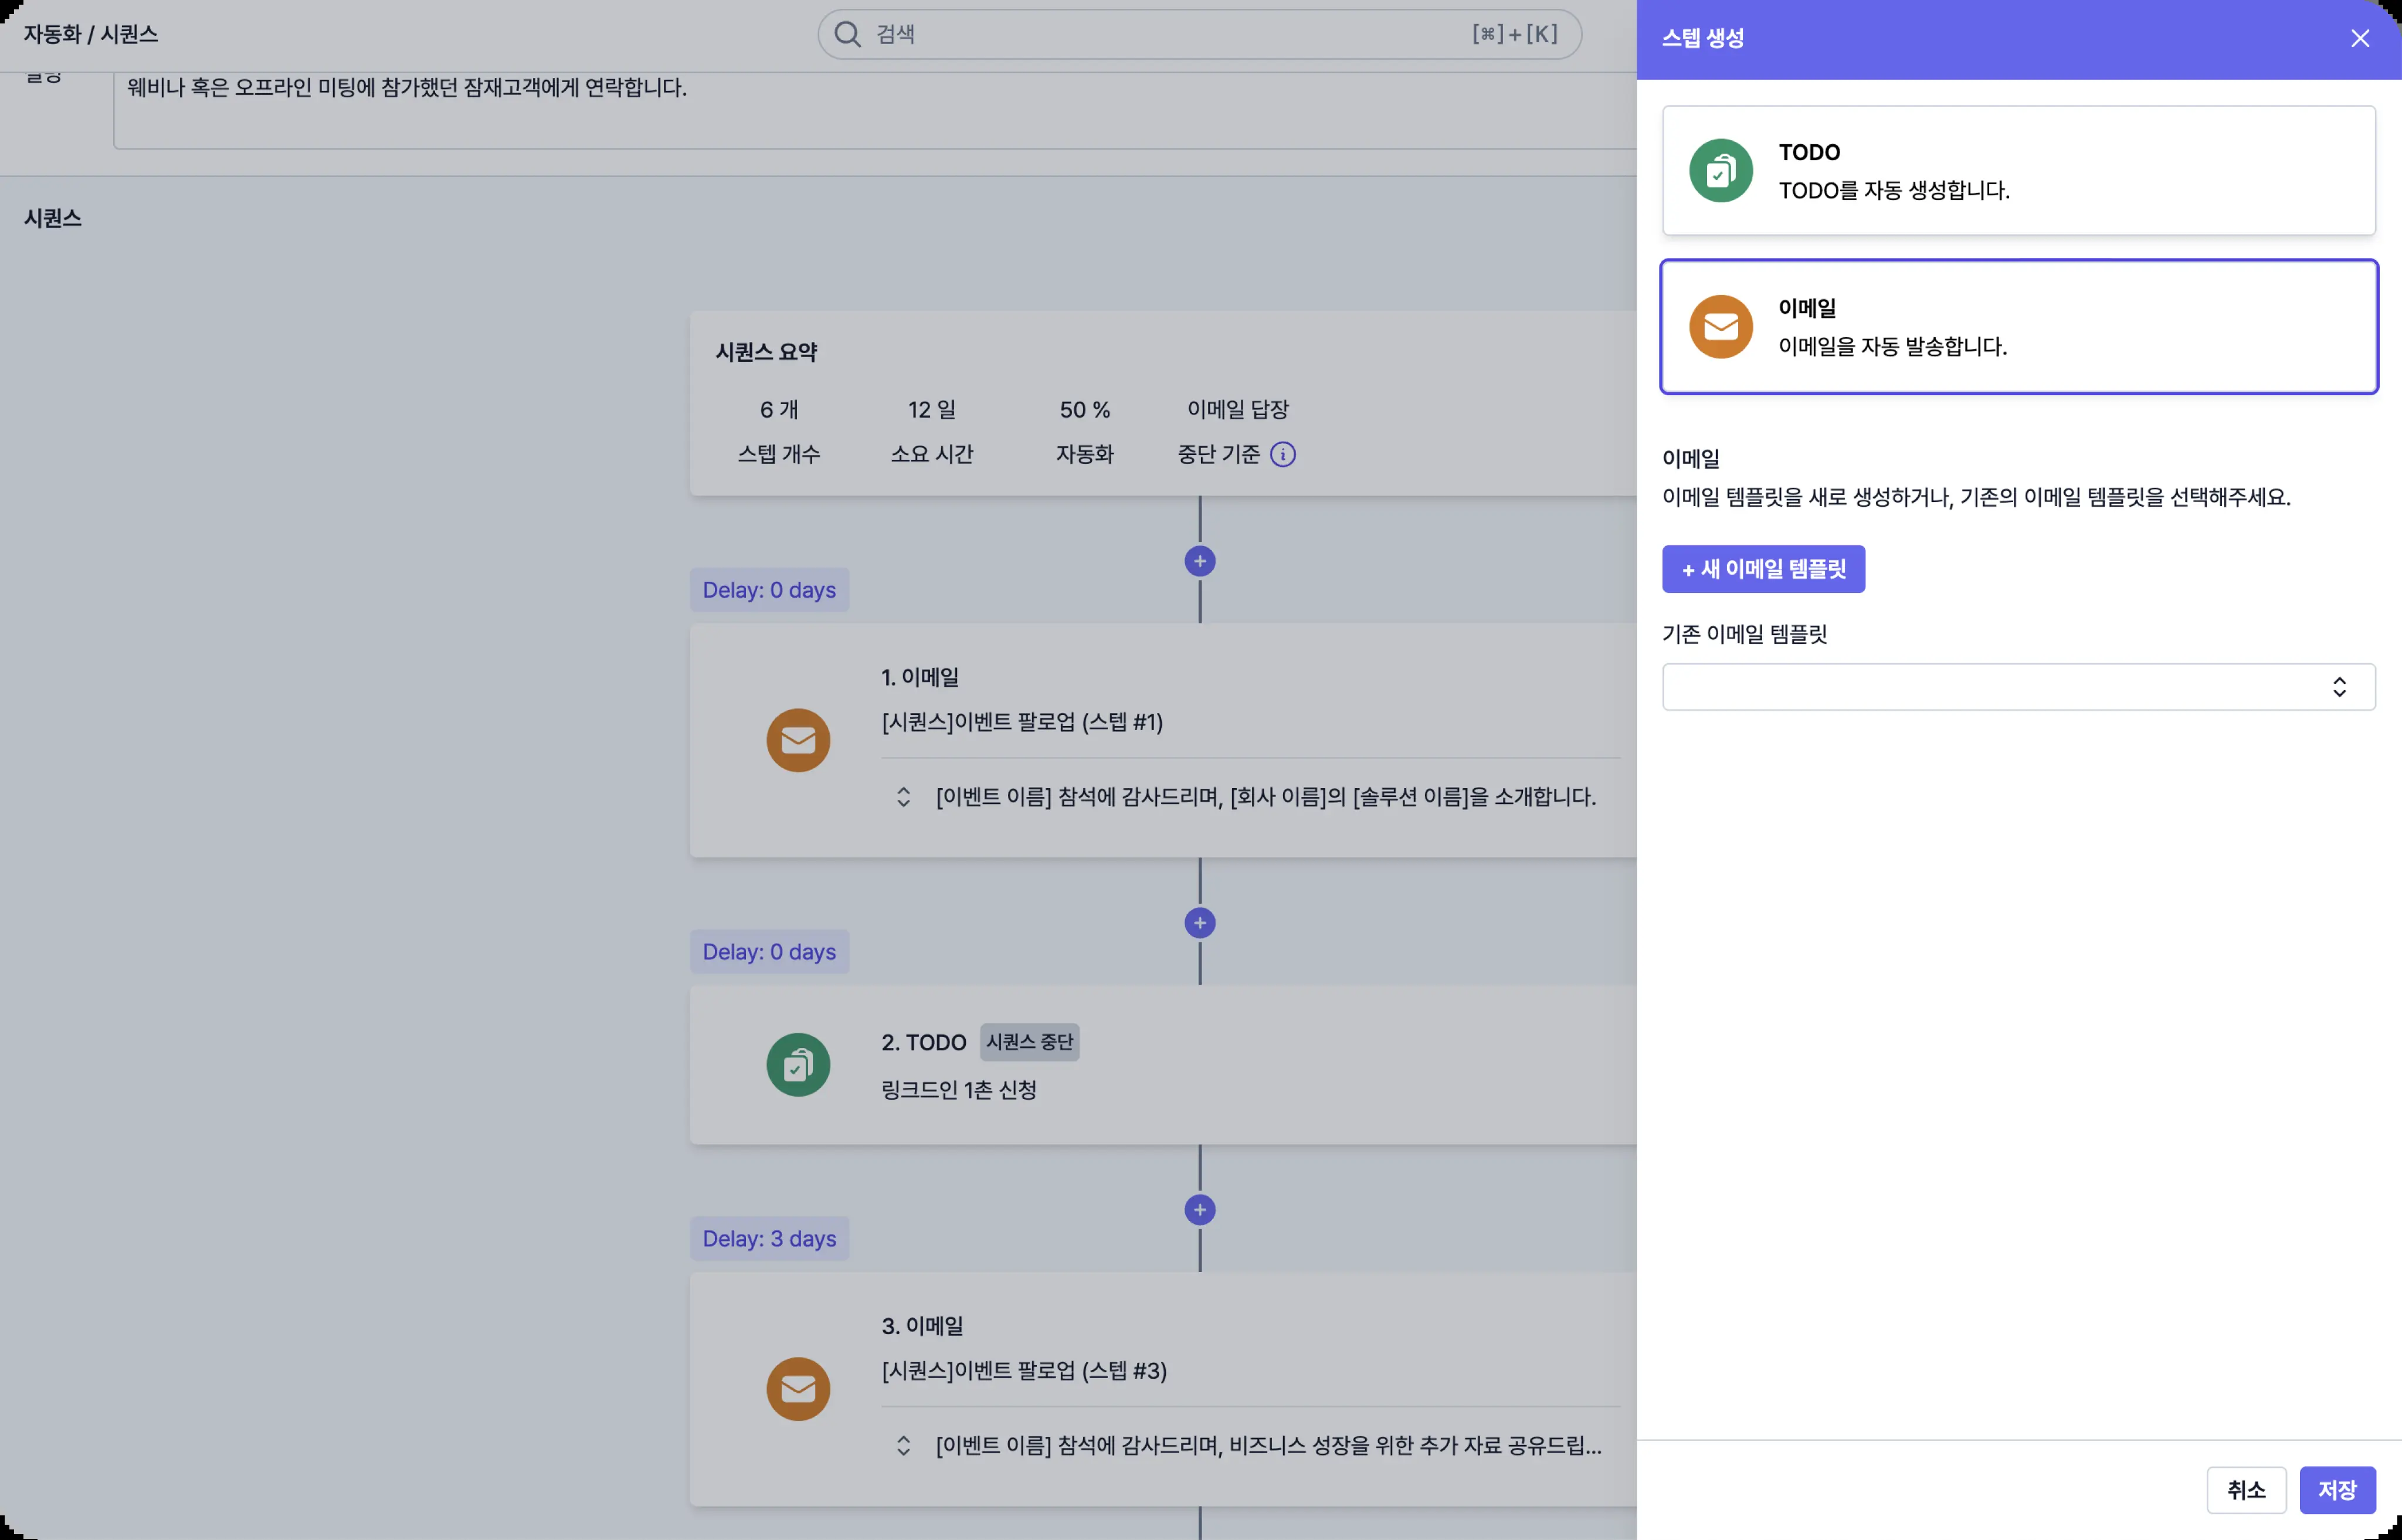 자동화 / 시퀀스
검색
[⌘]+[K]
설명
웨비나 혹은 오프라인 미팅에 참가했던 잠재고객에게 연락합니다.
시퀀스
시퀀스 요약
6 개
12 일
50 %
이메일 답장
스텝 개수
소요 시간
자동화
중단 기준
Delay: 0 days
1. 이메일
[시퀀스]이벤트 팔로업 (스텝 #1)
[이벤트 이름] 참석에 감사드리며, [회사 이름]의 [솔루션 이름]을 소개합니다.
Delay: 0 days
2. TODO
시퀀스 중단
링크드인 1촌 신청
Delay: 3 days
3. 이메일
[시퀀스]이벤트 팔로업 (스텝 #3)
[이벤트 이름] 참석에 감사드리며, 비즈니스 성장을 위한 추가 자료 공유드립...
스텝 생성
TODO
TODO를 자동 생성합니다.
이메일
이메일을 자동 발송합니다.
이메일
이메일 템플릿을 새로 생성하거나, 기존의 이메일 템플릿을 선택해주세요.
+ 새 이메일 템플릿
기존 이메일 템플릿
취소
저장